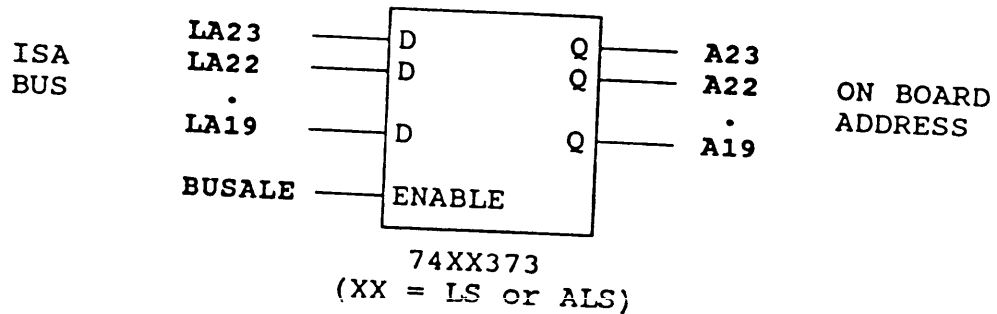 ISA
BUS
LA23
LA22
.
LA19
BUSALE
D
D
D
ENABLE
Q
Q
Q
A23
A22
.
A19
ON BOARD
ADDRESS
74XX373
(XX = LS or ALS)